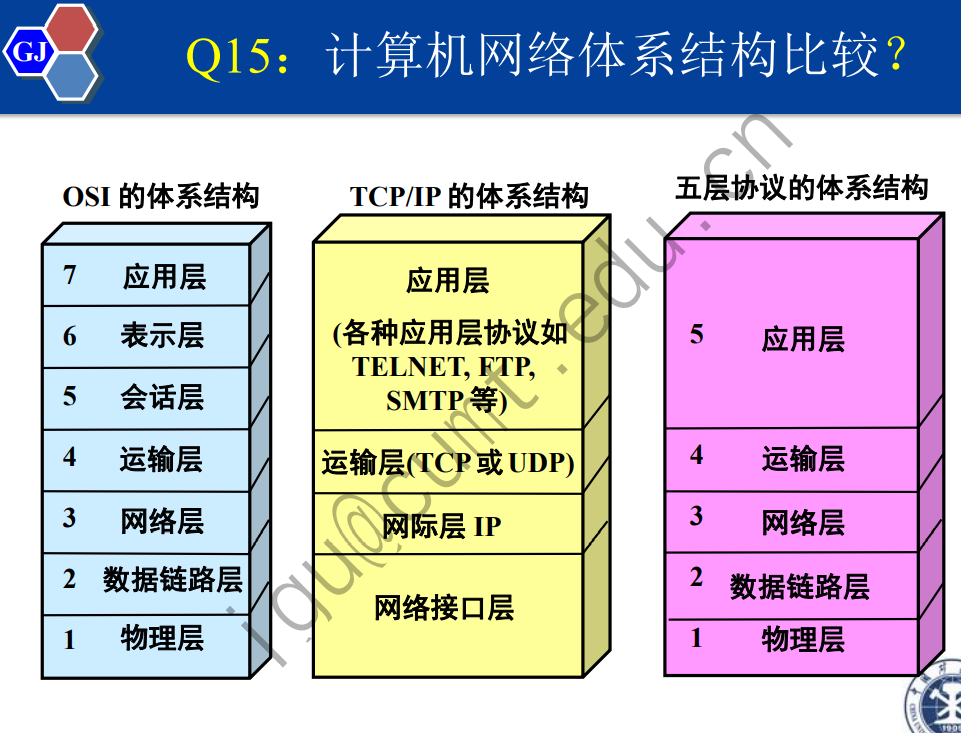 GJ
Q15：计算机网络体系结构比较？
OSI 的体系结构
7 应用层
6 表示层
5 会话层
4 运输层
3 网络层
2 数据链路层
1 物理层
TCP/IP 的体系结构
应用层
(各种应用层协议如
TELNET, FTP,
SMTP 等)
运输层(TCP 或 UDP)
网际层 IP
网络接口层
五层协议的体系结构
5 应用层
4 运输层
3 网络层
2 数据链路层
1 物理层
jgu@cumt.edu.cn
1909